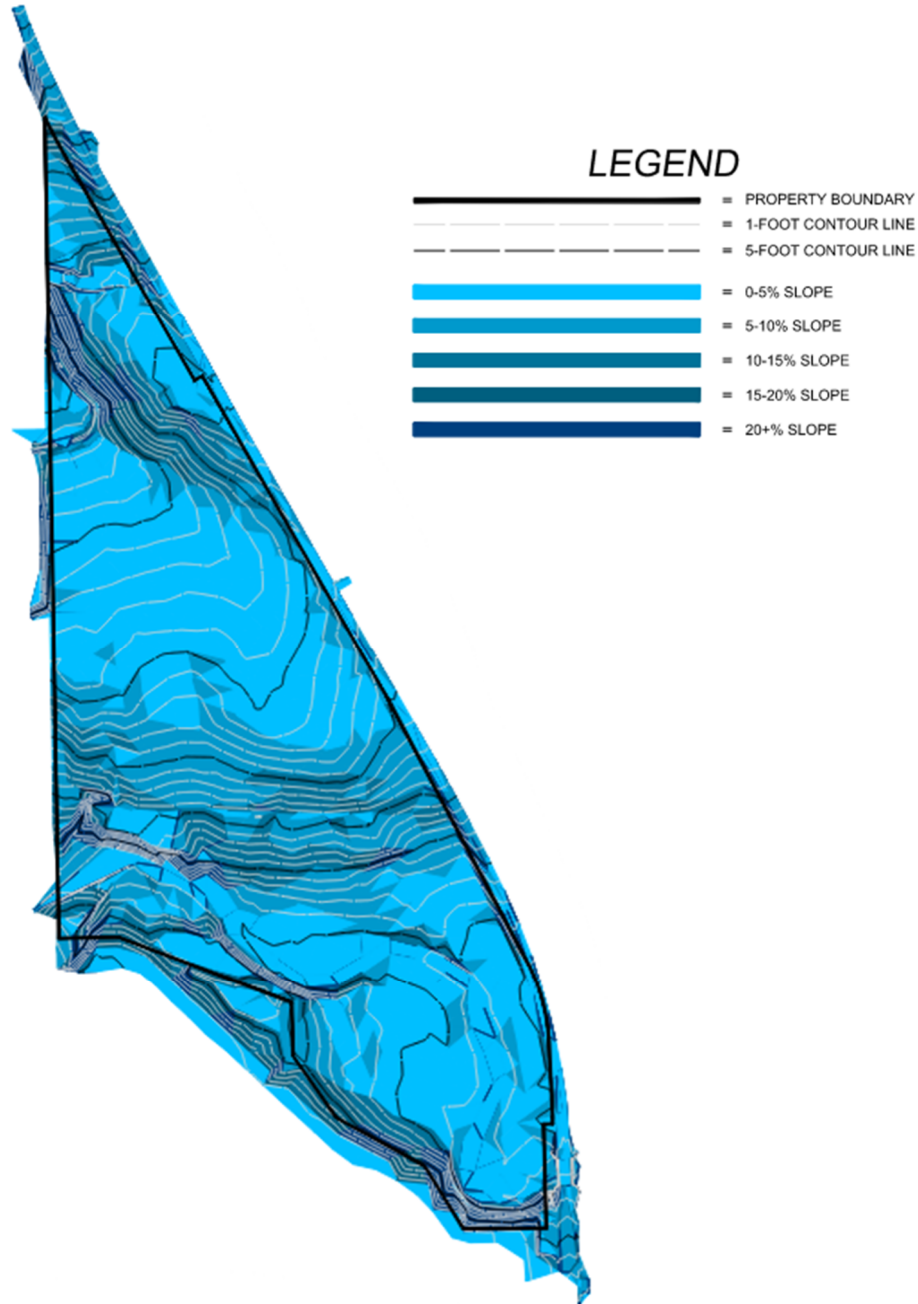 LEGEND
= PROPERTY BOUNDARY
= 1-FOOT CONTOUR LINE
= 5-FOOT CONTOUR LINE
= 0-5% SLOPE
= 5-10% SLOPE
= 10-15% SLOPE
= 15-20% SLOPE
= 20+% SLOPE